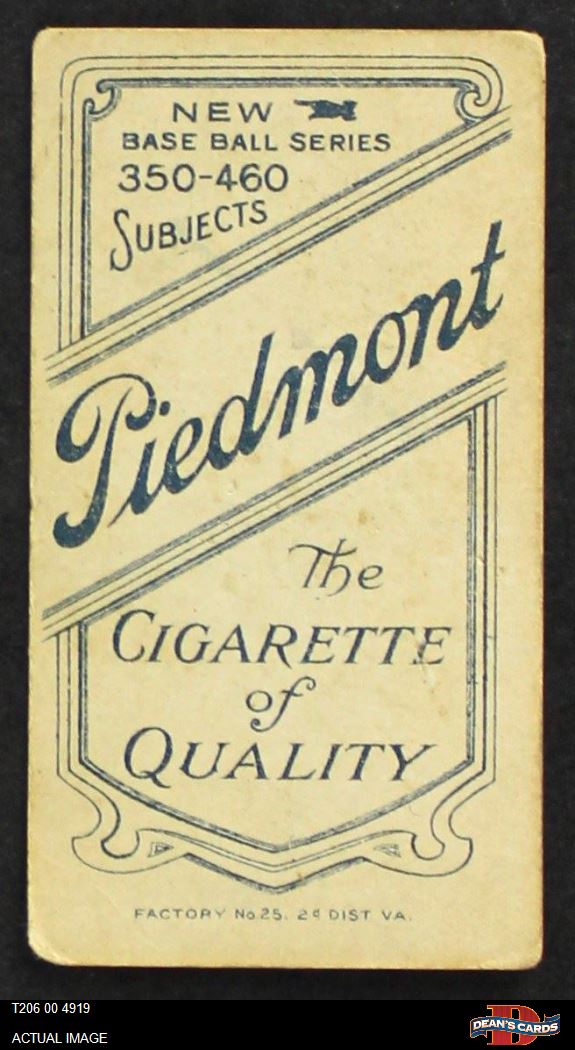 NEW
BASE BALL SERIES
350-460
SUBJECTS
Piedmont
The
CIGARETTE
of
QUALITY
FACTORY No 25. 2d DIST VA.
T206 00 4919
ACTUAL IMAGE
D
DEAN'S CARDS